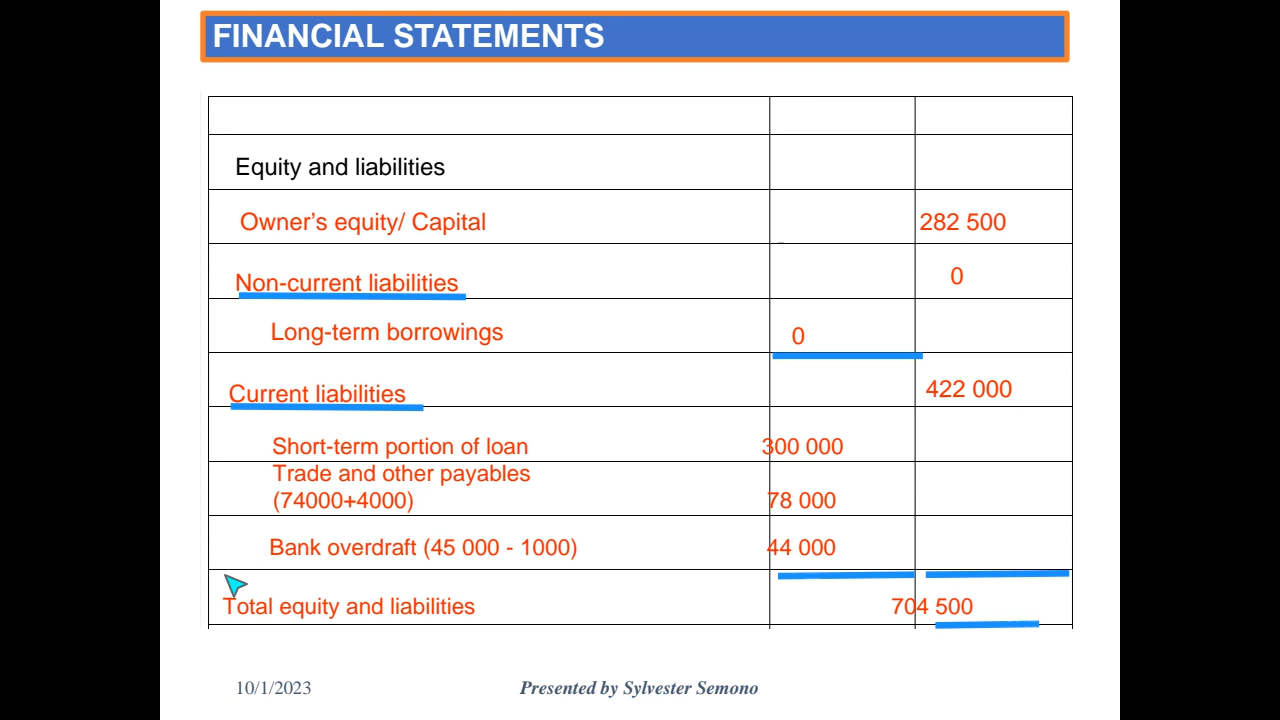 FINANCIAL STATEMENTS
Equity and liabilities
Owner’s equity/ Capital 282 500
Non-current liabilities 0
Long-term borrowings 0
Current liabilities 422 000
Short-term portion of loan 300 000
Trade and other payables
(74000+4000) 78 000
Bank overdraft (45 000 - 1000) 44 000
Total equity and liabilities 704 500
10/1/2023 Presented by Sylvester Semono